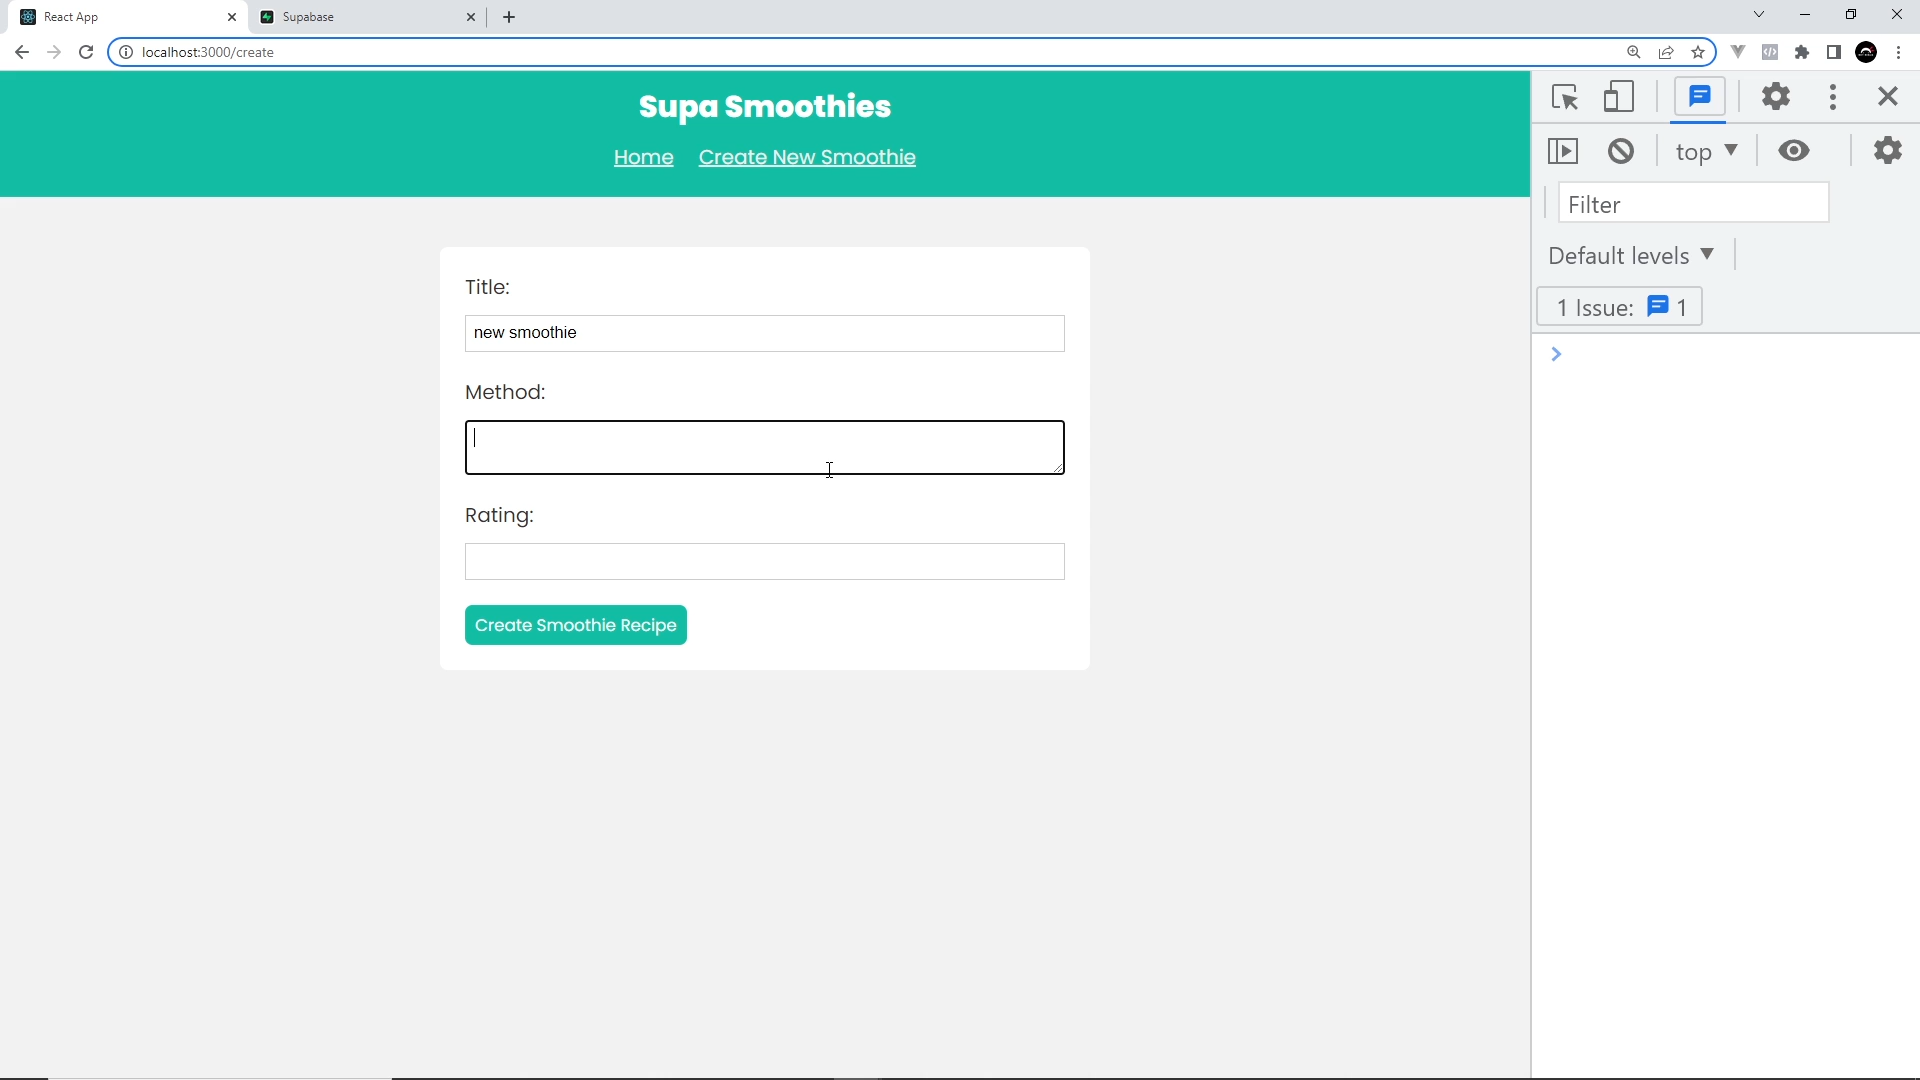 React App
Supabase
localhost:3000/create
Supa Smoothies
Home
Create New Smoothie
top
Filter
Default levels
1 Issue: 1
Title:
new smoothie
Method:
Rating:
Create Smoothie Recipe